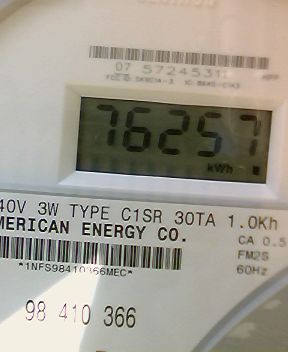 07 5724531
76257
kWh
40V 3W TYPE C1SR 30TA 1.0Kh
MERICAN ENERGY CO.
CA 0.5
*1NFS98410366MEC*
FM2S
60Hz
98 410 366